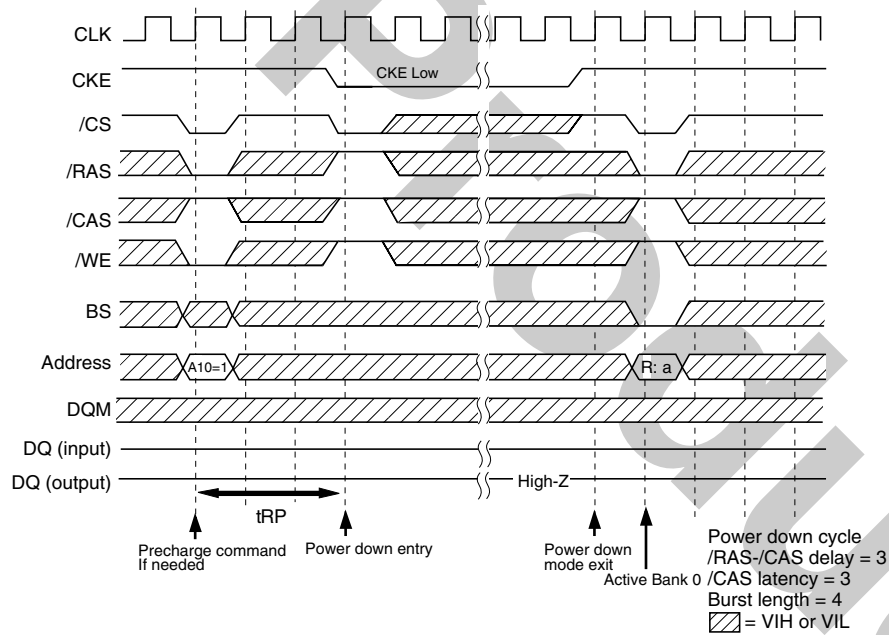 CLK
CKE
CKE Low
/CS
/RAS
/CAS
/WE
BS
Address
A10=1
R: a
DQM
DQ (input)
DQ (output)
High-Z
tRP
Precharge command
If needed
Power down entry
Power down
mode exit
Active Bank 0
Power down cycle
/RAS-/CAS delay = 3
/CAS latency = 3
Burst length = 4
= VIH or VIL